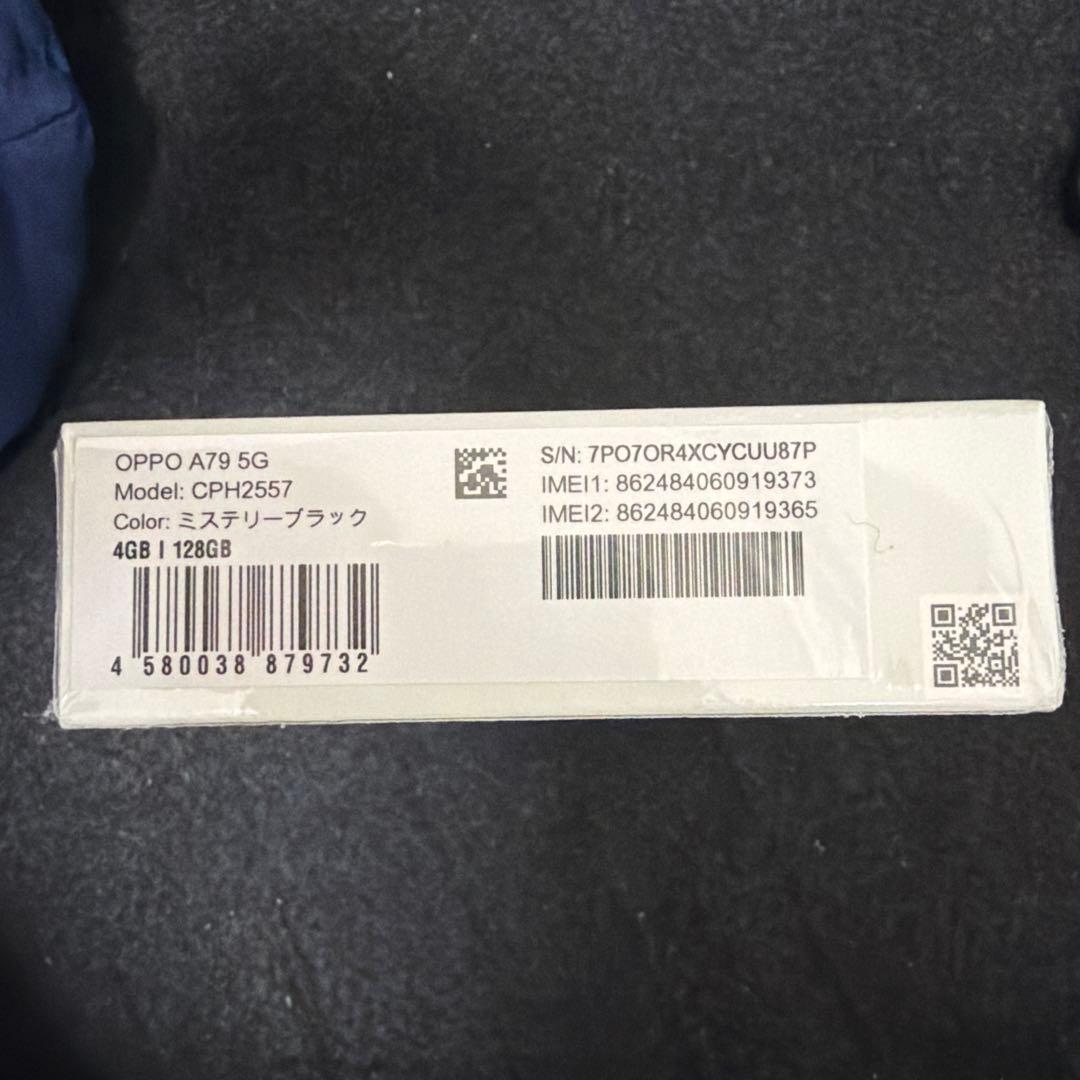 OPPO A79 5G
Model: CPH2557
Color: ミステリーブラック
4GB | 128GB
4 580038 879732
S/N: 7PO7OR4XCYCUU87P
IMEI1: 862484060919373
IMEI2: 862484060919365